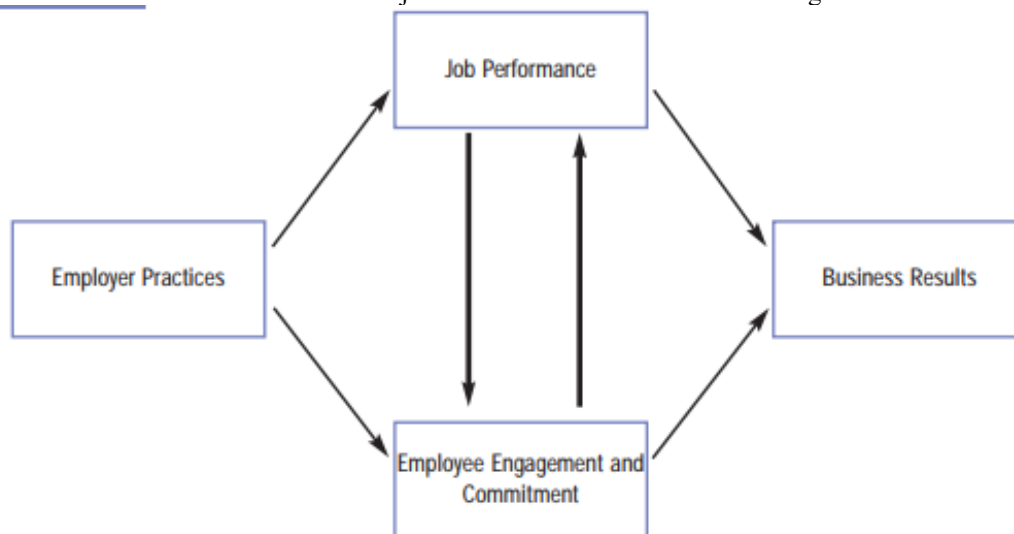 Job Performance
Employer Practices
Business Results
Employee Engagement and
Commitment